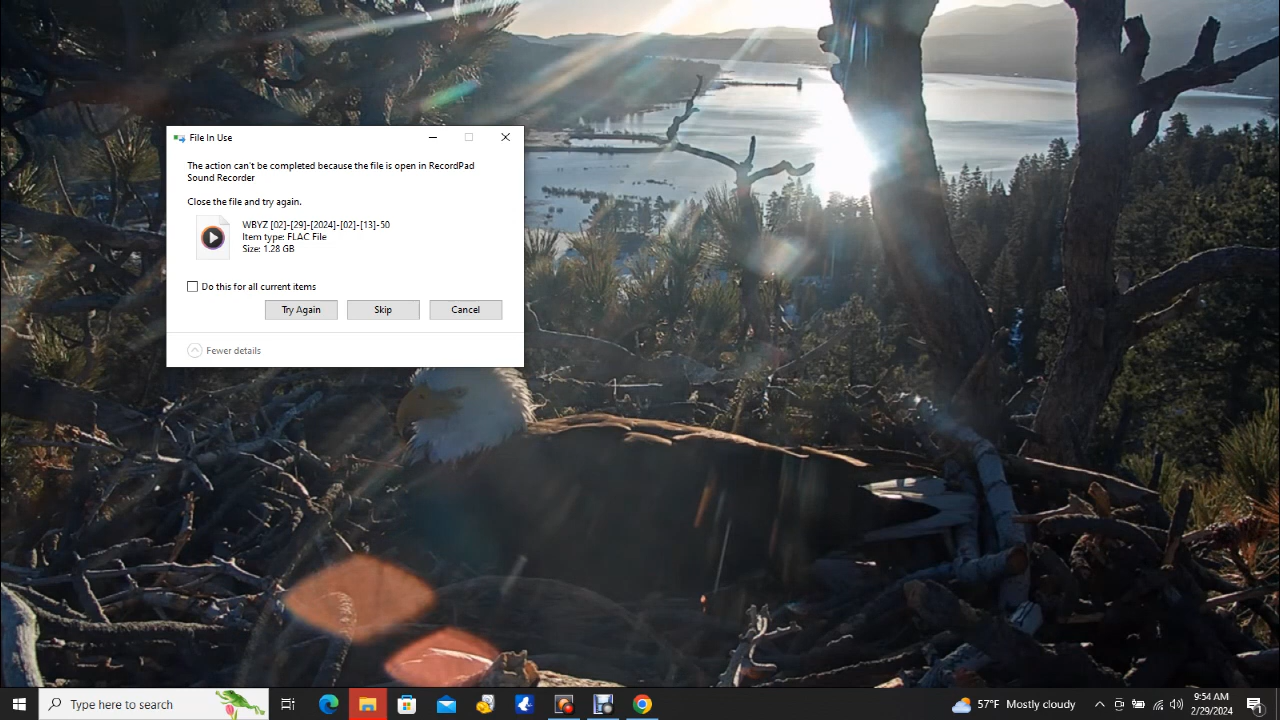 File In Use
The action can't be completed because the file is open in RecordPad
Sound Recorder
Close the file and try again.
WBYZ [02]-[29]-[2024]-[02]-[13]-50
Item type: FLAC File
Size: 1.28 GB
Do this for all current items
Try Again
Skip
Cancel
Fewer details
Type here to search
57°F Mostly cloudy
9:54 AM
2/29/2024
1